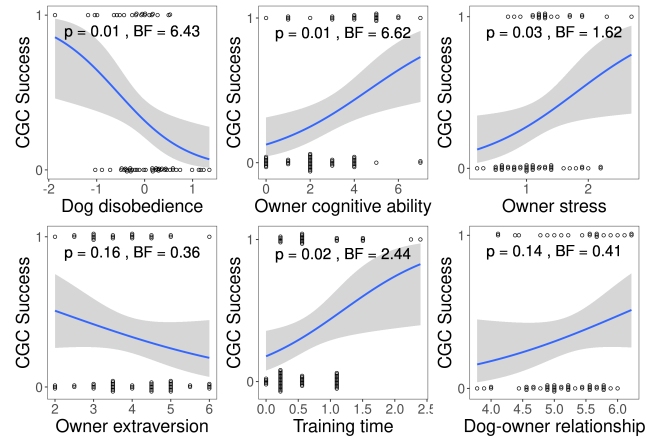 p = 0.01 , BF = 6.43
CGC Success
1
0
-2 -1 0 1
Dog disobedience
p = 0.01 , BF = 6.62
CGC Success
1
0
0 2 4 6
Owner cognitive ability
p = 0.03 , BF = 1.62
CGC Success
1
0
1 2
Owner stress
p = 0.16 , BF = 0.36
CGC Success
1
0
2 3 4 5 6
Owner extraversion
p = 0.02 , BF = 2.44
CGC Success
1
0
0.0 0.5 1.0 1.5 2.0 2.5
Training time
p = 0.14 , BF = 0.41
CGC Success
1
0
4.0 4.5 5.0 5.5 6.0
Dog-owner relationship